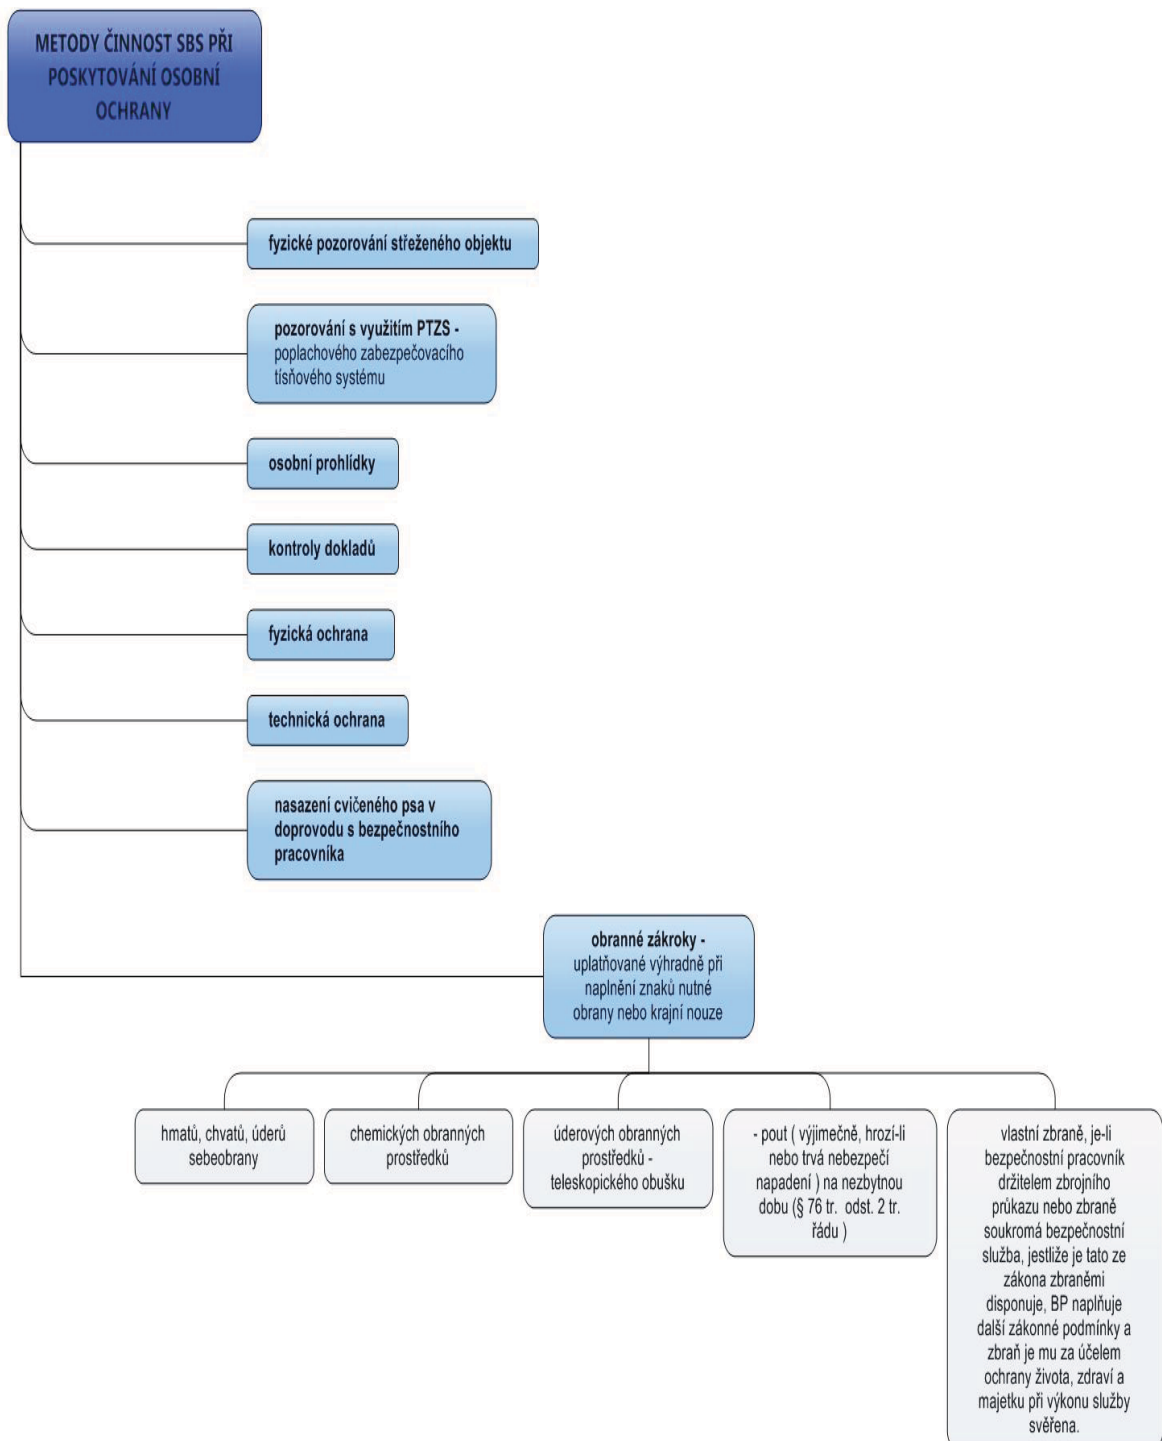 METODY ČINNOST SBS PŘI
POSKYTOVÁNÍ OSOBNÍ
OCHRANY
fyzické pozorování střeženého objektu
pozorování s využitím PTZS -
poplachového zabezpečovacího
tísňového systému
osobní prohlídky
kontroly dokladů
fyzická ochrana
technická ochrana
nasazení cvičeného psa v
doprovodu s bezpečnostního
pracovníka
obranné zákroky -
uplatňované výhradně při
naplnění znaků nutné
obrany nebo krajní nouze
hmatů, chvatů, úderů
sebeobrany
chemických obranných
prostředků
úderových obranných
prostředků -
teleskopického obušku
- pout ( výjimečně, hrozí-li
nebo trvá nebezpečí
napadení ) na nezbytnou
dobu (§ 76 tr. odst. 2 tr.
řádu )
vlastní zbraně, je-li
bezpečnostní pracovník
držitelem zbrojního
průkazu nebo zbraně
soukromá bezpečnostní
služba, jestliže je tato ze
zákona zbraněmi
disponuje, BP naplňuje
další zákonné podmínky a
zbraň je mu za účelem
ochrany života, zdraví a
majetku při výkonu služby
svěřena.